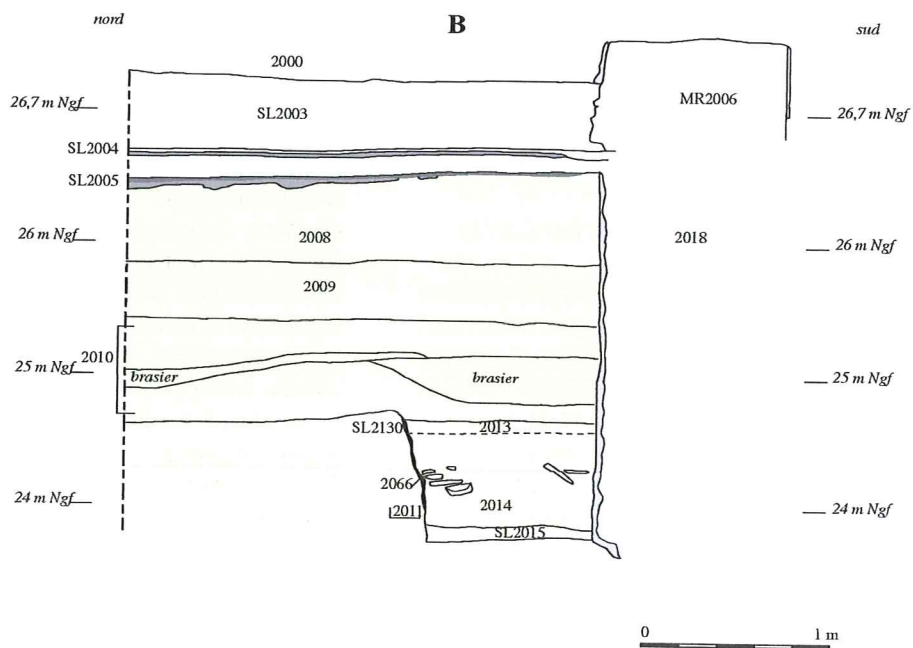 nord
B
sud
2000
26,7 m Ngf
SL2003
MR2006
26,7 m Ngf
SL2004
SL2005
26 m Ngf
2008
2018
26 m Ngf
2009
2010
25 m Ngf
brasier
brasier
25 m Ngf
SL2130
2013
2066
24 m Ngf
2011
2014
24 m Ngf
SL2015
0
1 m